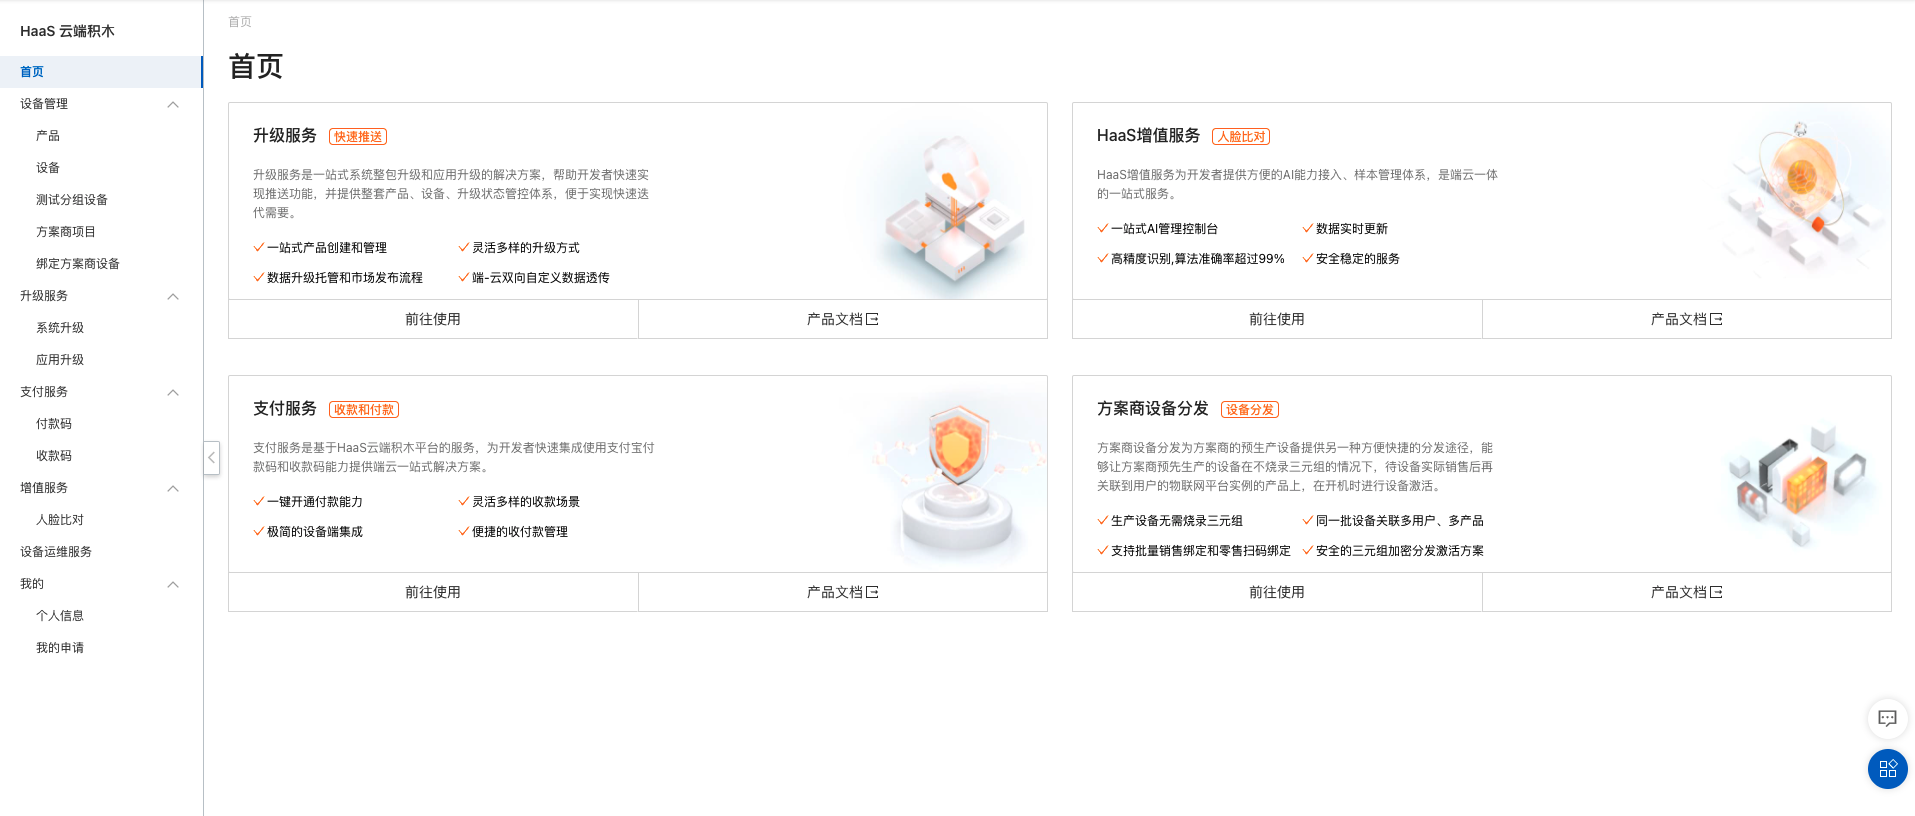 HaaS 云端积木
首页
设备管理
产品
设备
测试分组设备
方案商项目
绑定方案商设备
升级服务
系统升级
应用升级
支付服务
付款码
收款码
增值服务
人脸比对
设备运维服务
我的
个人信息
我的申请
首页
首页
升级服务 快速推送
升级服务是一站式系统整包升级和应用升级的解决方案，帮助开发者快速实
现推送功能，并提供整套产品、设备、升级状态管控体系，便于实现快速迭
代需要。
一站式产品创建和管理 灵活多样的升级方式
数据升级托管和市场发布流程 端-云双向自定义数据透传
前往使用 产品文档
HaaS增值服务 人脸比对
HaaS增值服务为开发者提供方便的AI能力接入、样本管理体系，是端云一体
的一站式服务。
一站式AI管理控制台 数据实时更新
高精度识别,算法准确率超过99% 安全稳定的服务
前往使用 产品文档
支付服务 收款和付款
支付服务是基于HaaS云端积木平台的服务，为开发者快速集成使用支付宝付
款码和收款码能力提供端云一站式解决方案。
一键开通付款能力 灵活多样的收款场景
极简的设备端集成 便捷的收付款管理
前往使用 产品文档
方案商设备分发 设备分发
方案商设备分发为方案商的预生产设备提供另一种方便快捷的分发途径，能
够让方案商预先生产的设备在不烧录三元组的情况下，待设备实际销售后再
关联到用户的物联网平台实例的产品上，在开机时进行设备激活。
生产设备无需烧录三元组 同一批设备关联多用户、多产品
支持批量销售绑定和零售扫码绑定 安全的三元组加密分发激活方案
前往使用 产品文档